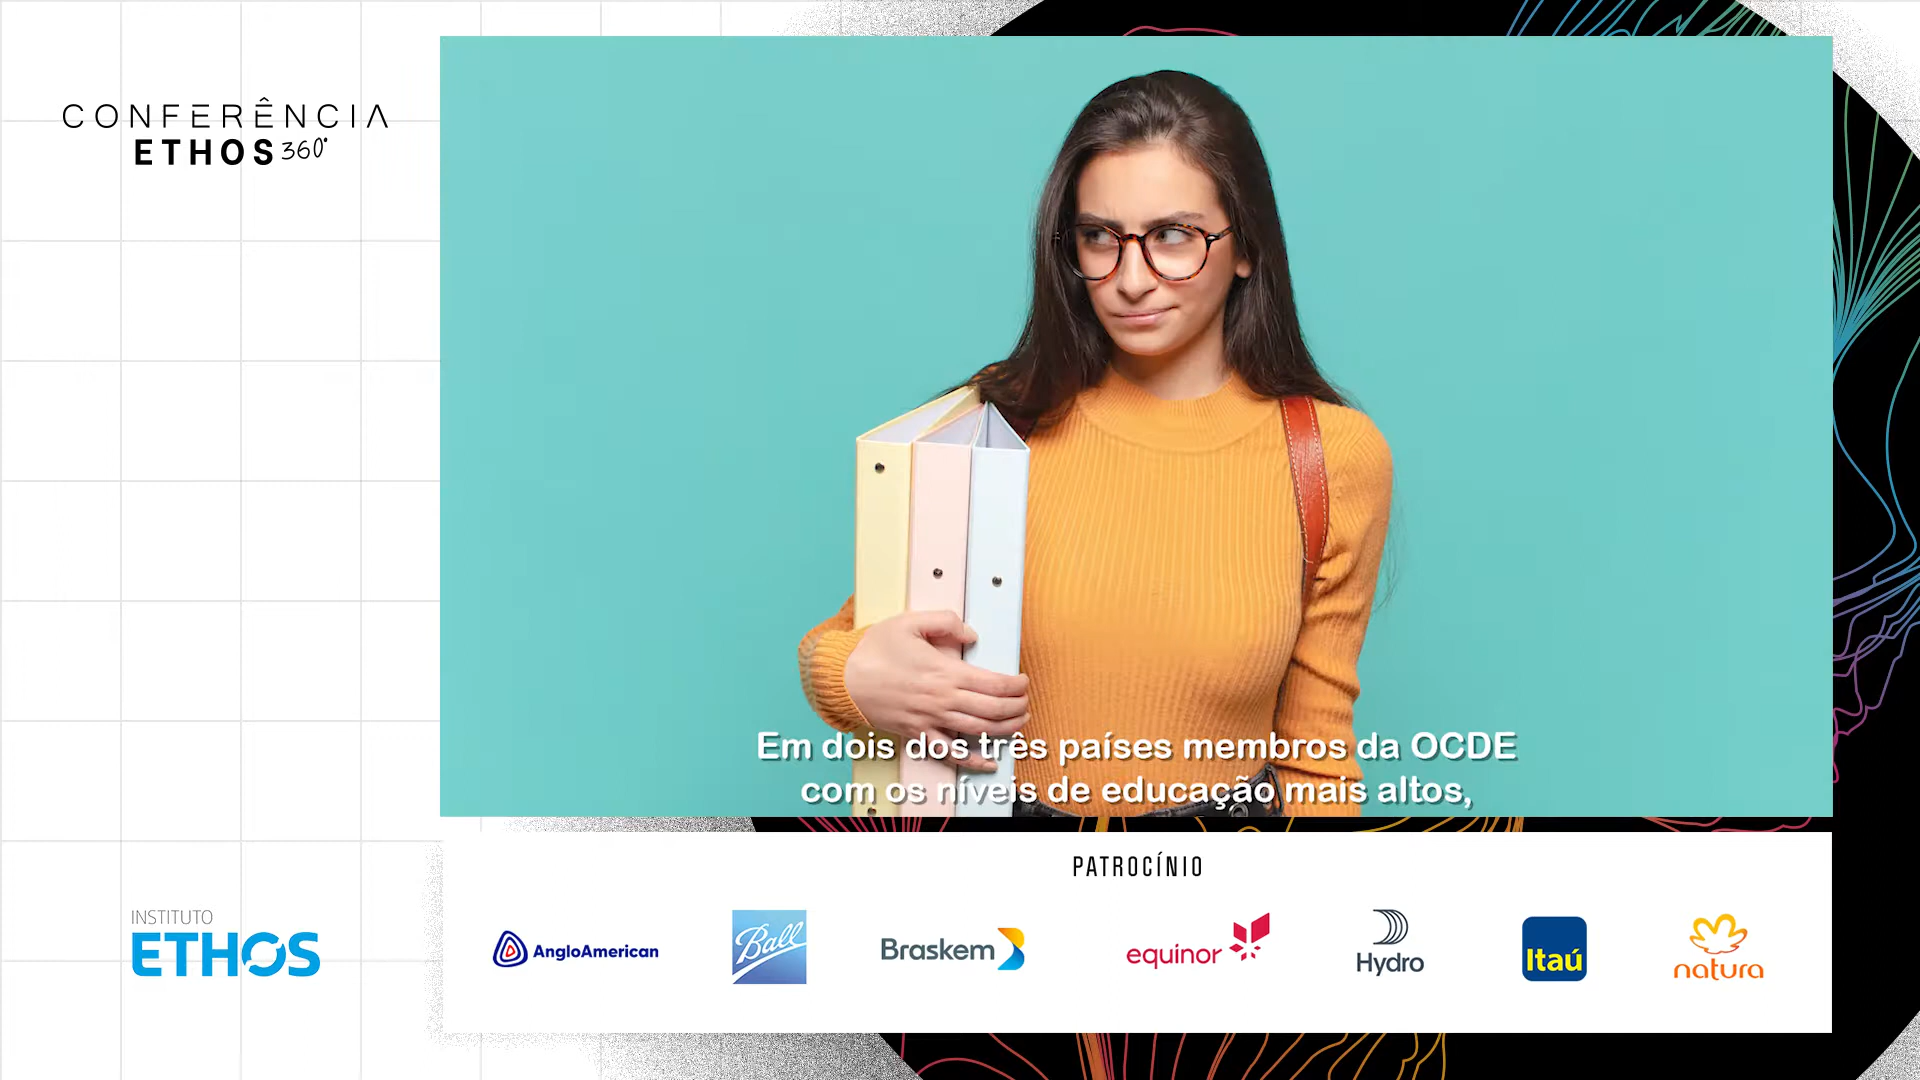 CONFERÊNCIA
ETHOS 360°
Em dois dos três países membros da OCDE
com os níveis de educação mais altos,
PATROCÍNIO
INSTITUTO
ETHOS
AngloAmerican
Ball
Braskem
equinor
Hydro
Itaú
natura